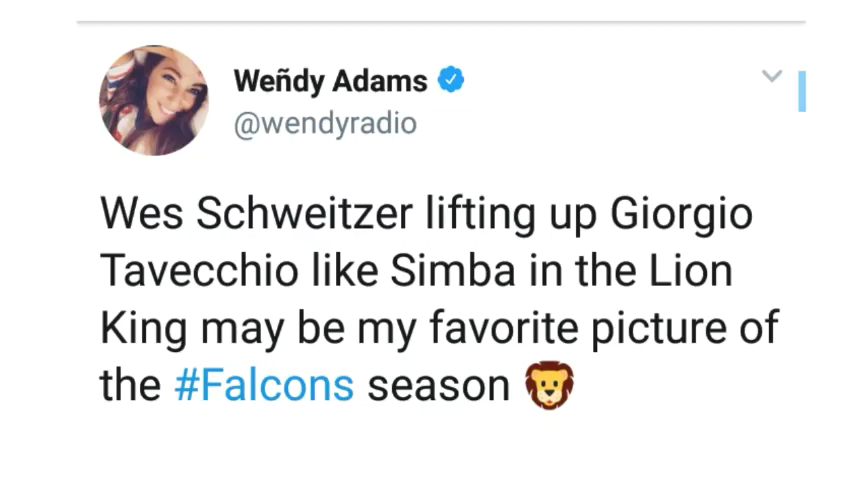 Weñdy Adams
@wendyradio
Wes Schweitzer lifting up Giorgio
Tavecchio like Simba in the Lion
King may be my favorite picture of
the #Falcons season 🦁